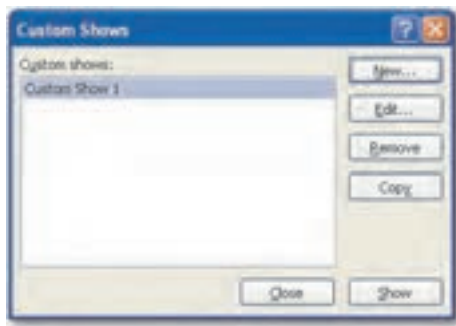 Custom Shows
Custom shows:
Custom Show 1
New...
Edit...
Remove
Copy
Close
Show